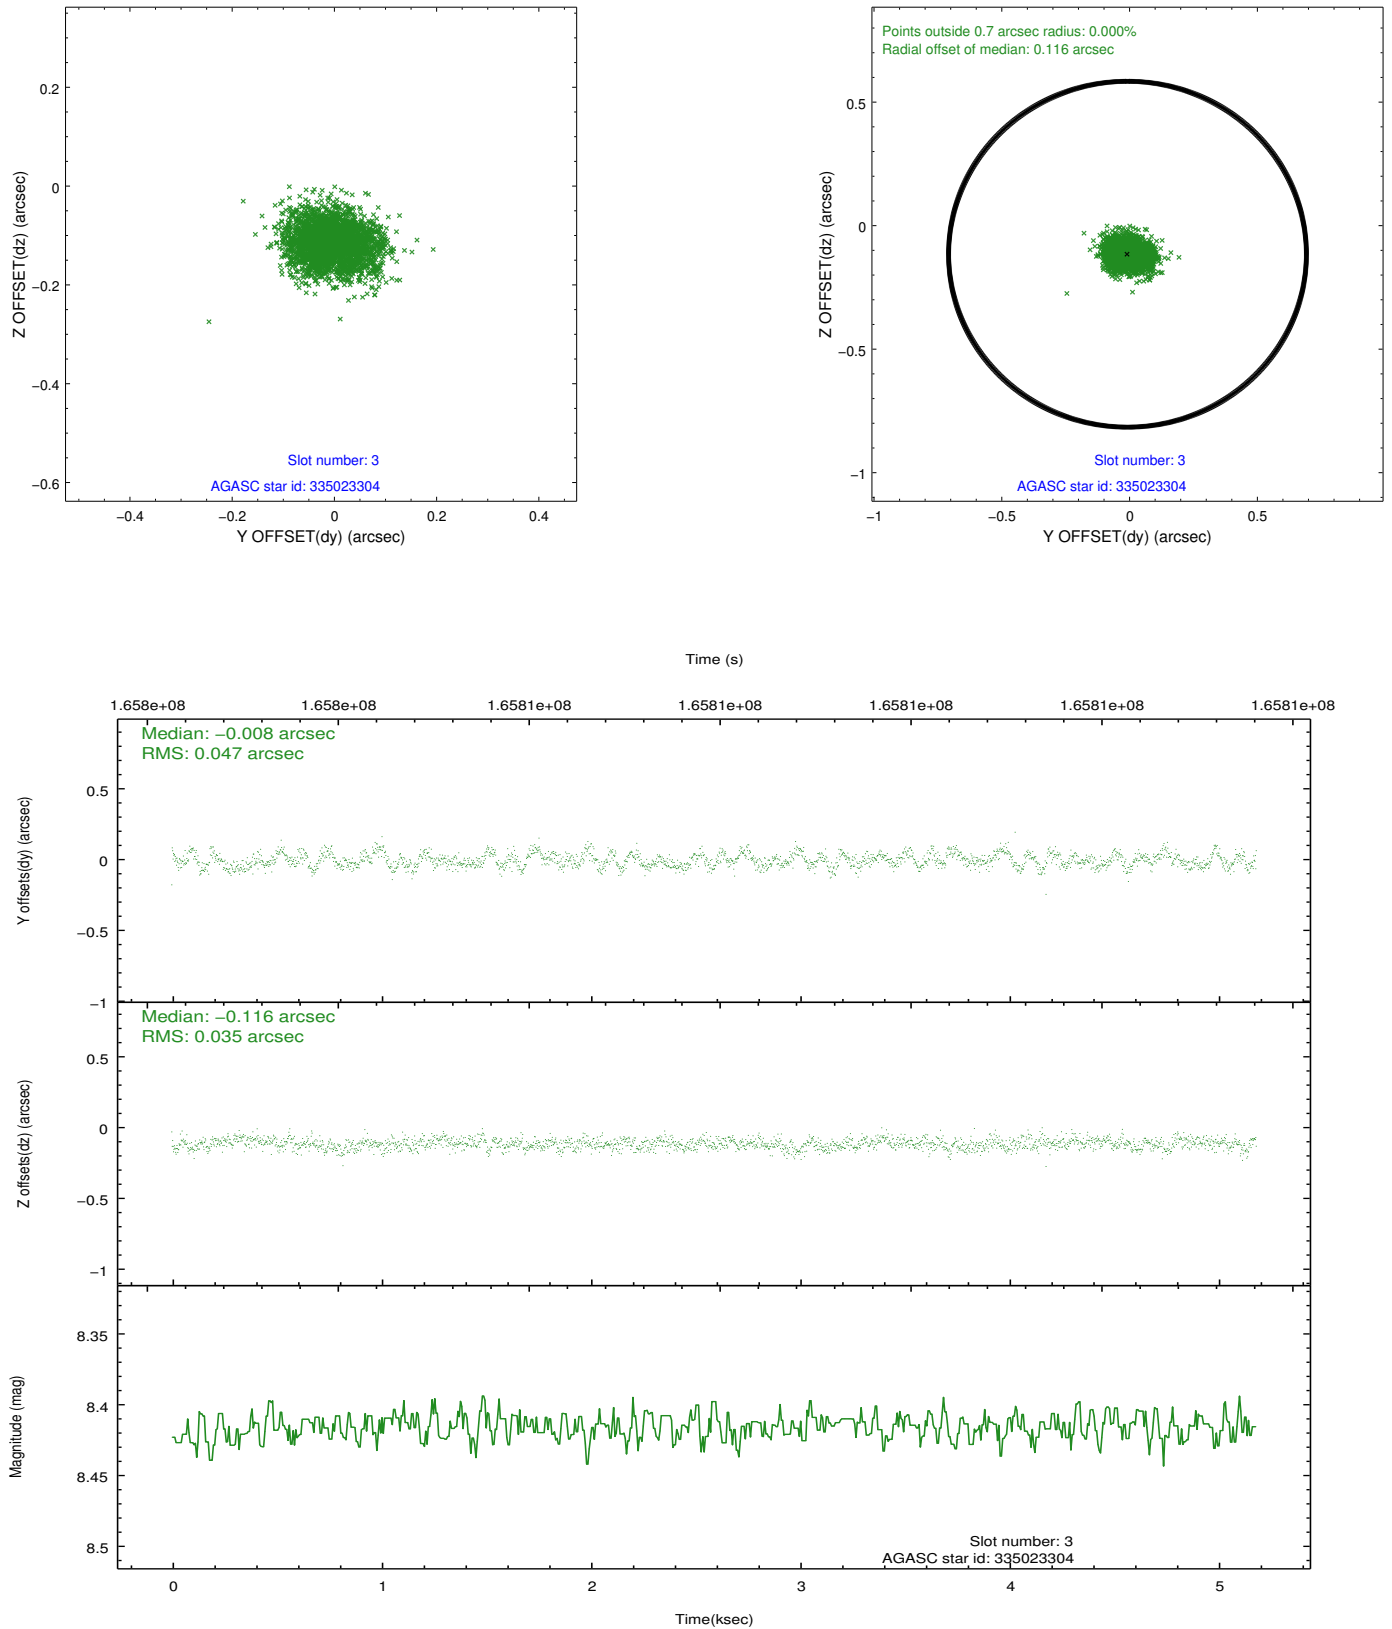 0.2
0
−0.2
−0.4
−0.6
Z OFFSET(dz) (arcsec)
Slot number: 3
AGASC star id: 335023304
−0.4
−0.2
0
0.2
0.4
Y OFFSET(dy) (arcsec)
Points outside 0.7 arcsec radius: 0.000%
Radial offset of median: 0.116 arcsec
0.5
0
−0.5
−1
Z OFFSET(dz) (arcsec)
Slot number: 3
AGASC star id: 335023304
−1
−0.5
0
0.5
Y OFFSET(dy) (arcsec)
Time (s)
1.658e+08
1.658e+08
1.6581e+08
1.6581e+08
1.6581e+08
1.6581e+08
1.6581e+08
Median: −0.008 arcsec
RMS: 0.047 arcsec
0.5
0
−0.5
−1
Y offsets(dy) (arcsec)
Median: −0.116 arcsec
RMS: 0.035 arcsec
0.5
0
−0.5
−1
Z offsets(dz) (arcsec)
8.35
8.4
8.45
8.5
Magnitude (mag)
Slot number: 3
AGASC star id: 335023304
0
1
2
3
4
5
Time(ksec)